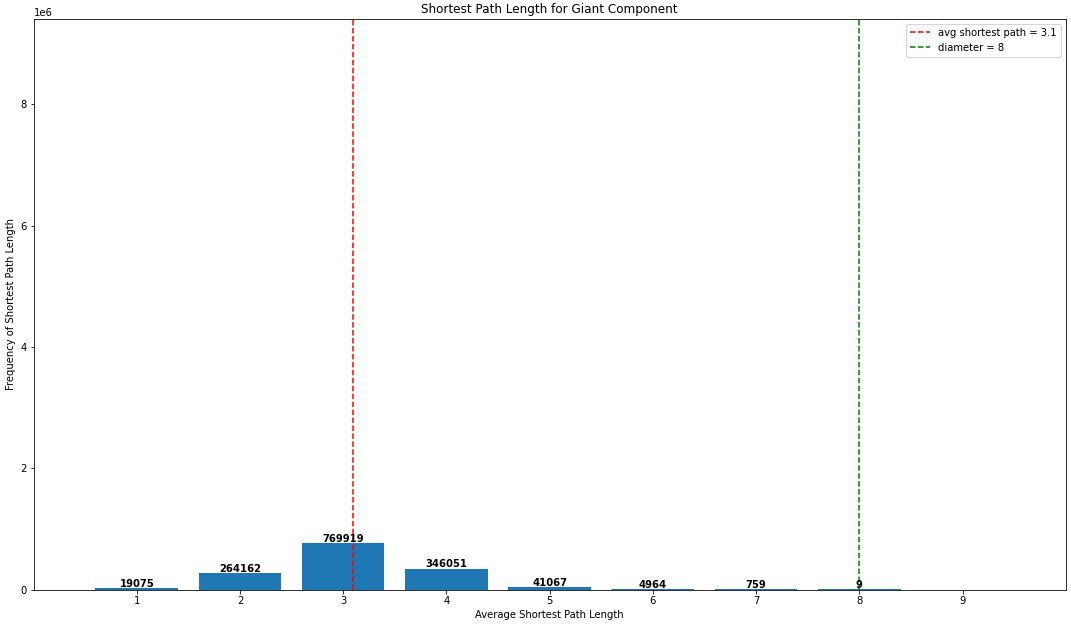 Shortest Path Length for Giant Component
1e6
avg shortest path = 3.1
diameter = 8
8
6
4
2
0
Frequency of Shortest Path Length
19075
264162
769919
346051
41067
4964
759
9
1 2 3 4 5 6 7 8 9
Average Shortest Path Length